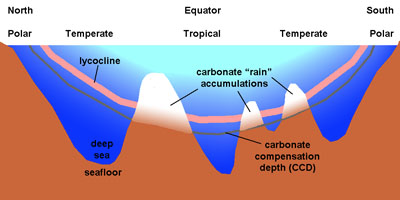 North Equator South
Polar Temperate Tropical Temperate Polar
lycocline
carbonate "rain"
accumulations
deep
sea
seafloor
carbonate
compensation
depth (CCD)